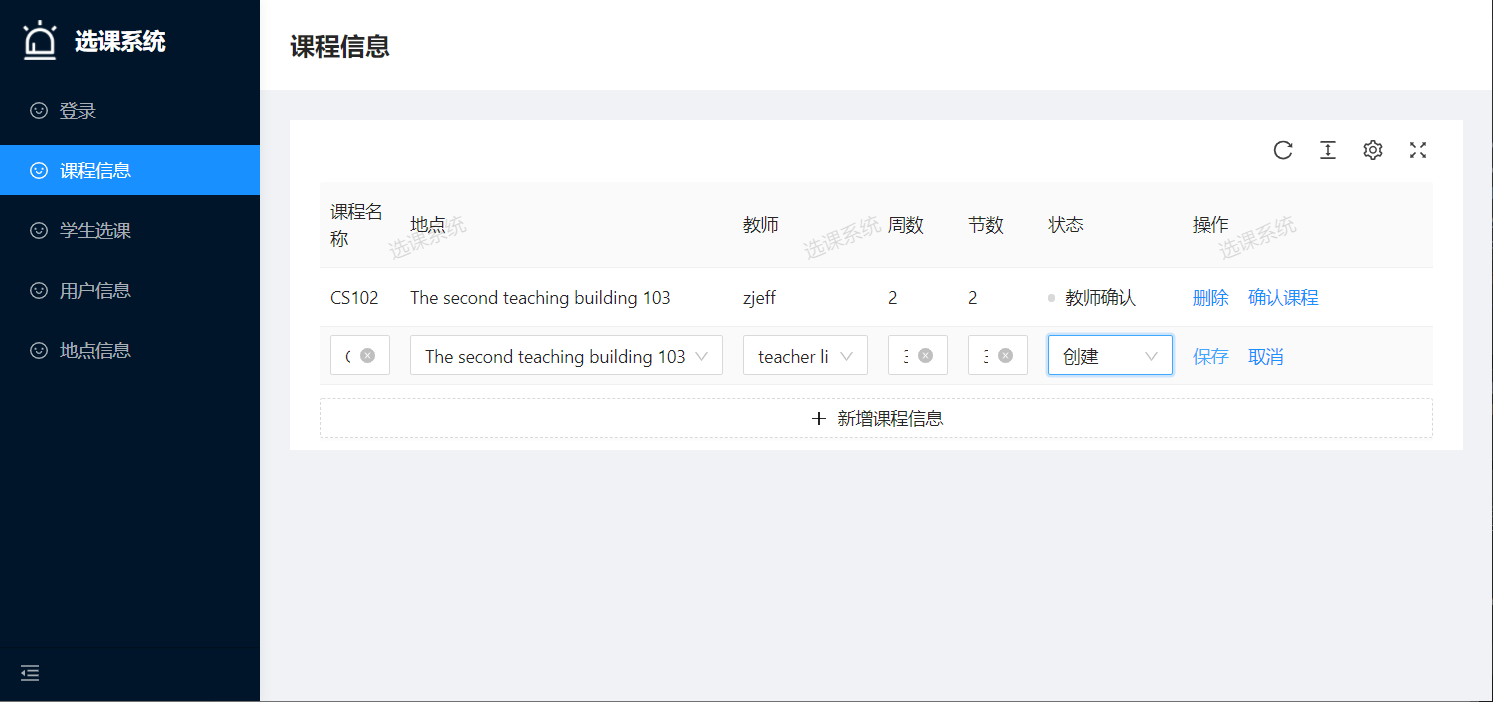 选课系统
课程信息
登录
课程信息
学生选课
用户信息
地点信息
课程名称 地点 教师 周数 节数 状态 操作
选课系统 选课系统 选课系统
CS102 The second teaching building 103 zjeff 2 2 教师确认 删除 确认课程
The second teaching building 103 teacher li 创建 保存 取消
新增课程信息